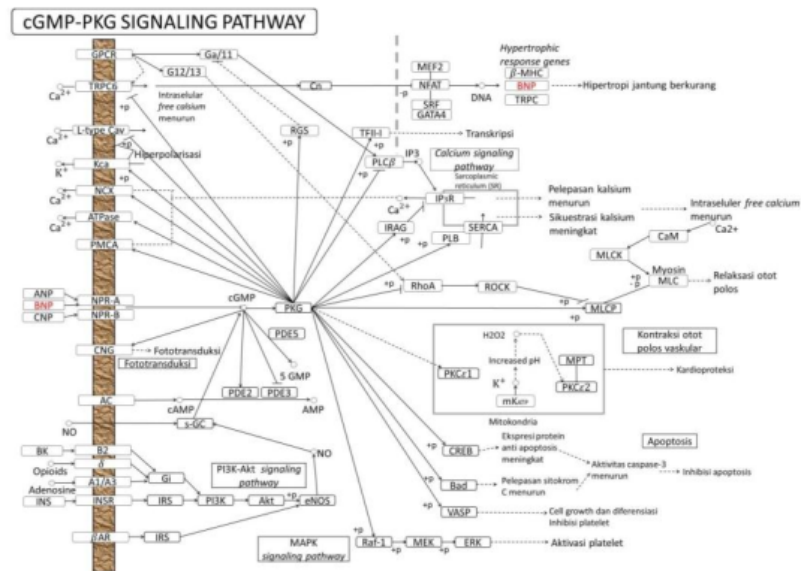 cGMP-PKG SIGNALING PATHWAY
GPCR
Ga/11
G12/13
TRPC6
Ca2+
+p
Intraselular
free calsium
menurun
Cn
-p
MEF2
NFAT
SRF
GATA4
DNA
Hypertrophic
response genes
β-MHC
BNP
TRPC
Hipertropi jantung berkurang
L-type Cav
Ca2+
+p
Kca
K+
+p
Hiperpolarisasi
RGS
+p
TFII-I
+p
Transkripsi
PLCβ
+p
IP3
Calcium signaling
pathway
Sarcoplasmic
reticulum (SR)
NCX
Ca2+
ATPase
Ca2+
PMCA
Ca2+
IP3R
IRAG
+p
+p
PLB
SERCA
Pelepasan kalsium
menurun
Sikuestrasi kalsium
meningkat
Intraseluler free calcium
menurun
Ca2+
CaM
MLCK
Myosin
MLC
+p
-p
Relaksasi otot
polos
RhoA
+p
ROCK
MLCP
+p
ANP
BNP
CNP
NPR-A
NPR-B
cGMP
PKG
PDE5
5 GMP
PDE2
PDE3
CNG
Fototransduksi
Fototransduksi
AC
cAMP
AMP
NO
s-GC
H2O2
Increased pH
K+
mKATP
MPT
PKCε1
+p
PKCε2
Mitokondria
Kontraksi otot
polos vaskular
Kardioproteksi
BK
B2
Opioids
δ
Adenosine
A1/A3
Gi
INS
INSR
IRS
PI3K
Akt
+p
eNOS
NO
PI3K-Akt signaling
pathway
βAR
IRS
+p
CREB
Ekspresi protein
anti apoptosis
meningkat
Apoptosis
+p
Bad
Pelepasan sitokrom
C menurun
Aktivitas caspase-3
menurun
Inhibisi apoptosis
+p
VASP
Cell growth dan diferensiasi
Inhibisi platelet
MAPK
signaling pathway
+p
Raf-1
+p
MEK
+p
ERK
Aktivasi platelet